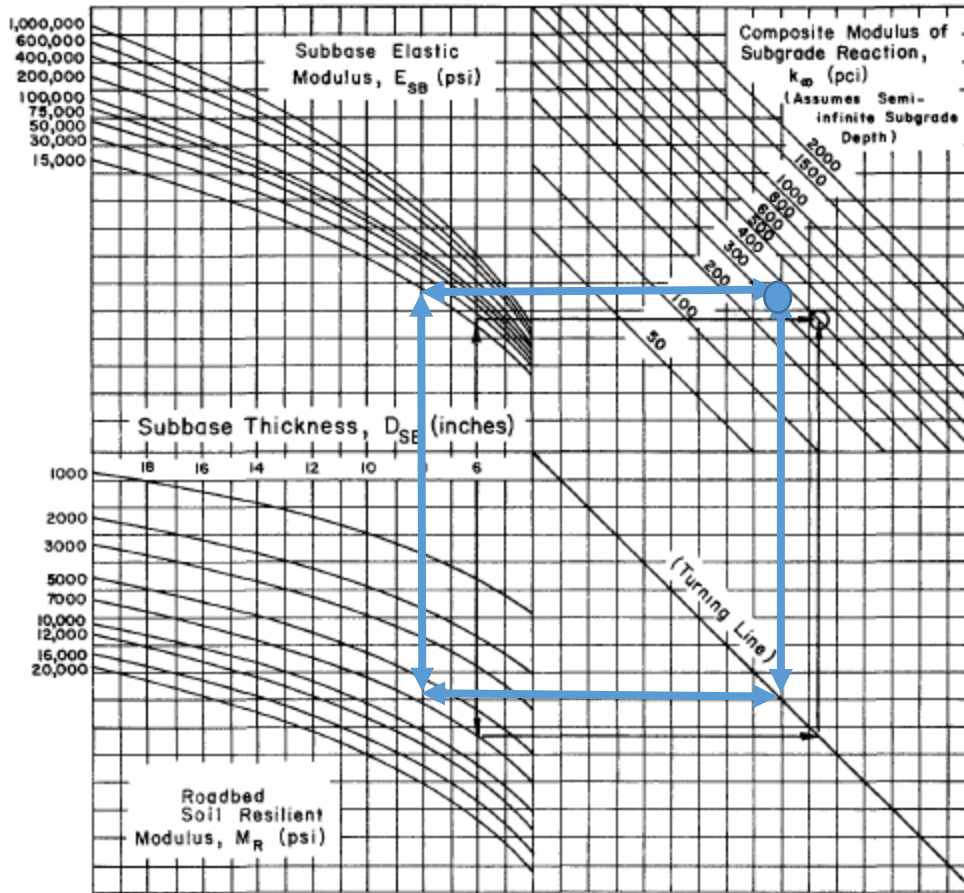 1,000,000
600,000
400,000
200,000
100,000
75,000
50,000
30,000
15,000
Subbase Elastic
Modulus, E_SB (psi)
Composite Modulus of
Subgrade Reaction,
k∞ (pci)
(Assumes Semi-
infinite Subgrade
Depth)
2000
1500
1000
800
600
500
400
300
200
100
50
Subbase Thickness, D_SB (inches)
18 16 14 12 10 8 6
1000
2000
3000
5000
7000
10,000
12,000
16,000
20,000
(Turning Line)
Roadbed
Soil Resilient
Modulus, M_R (psi)